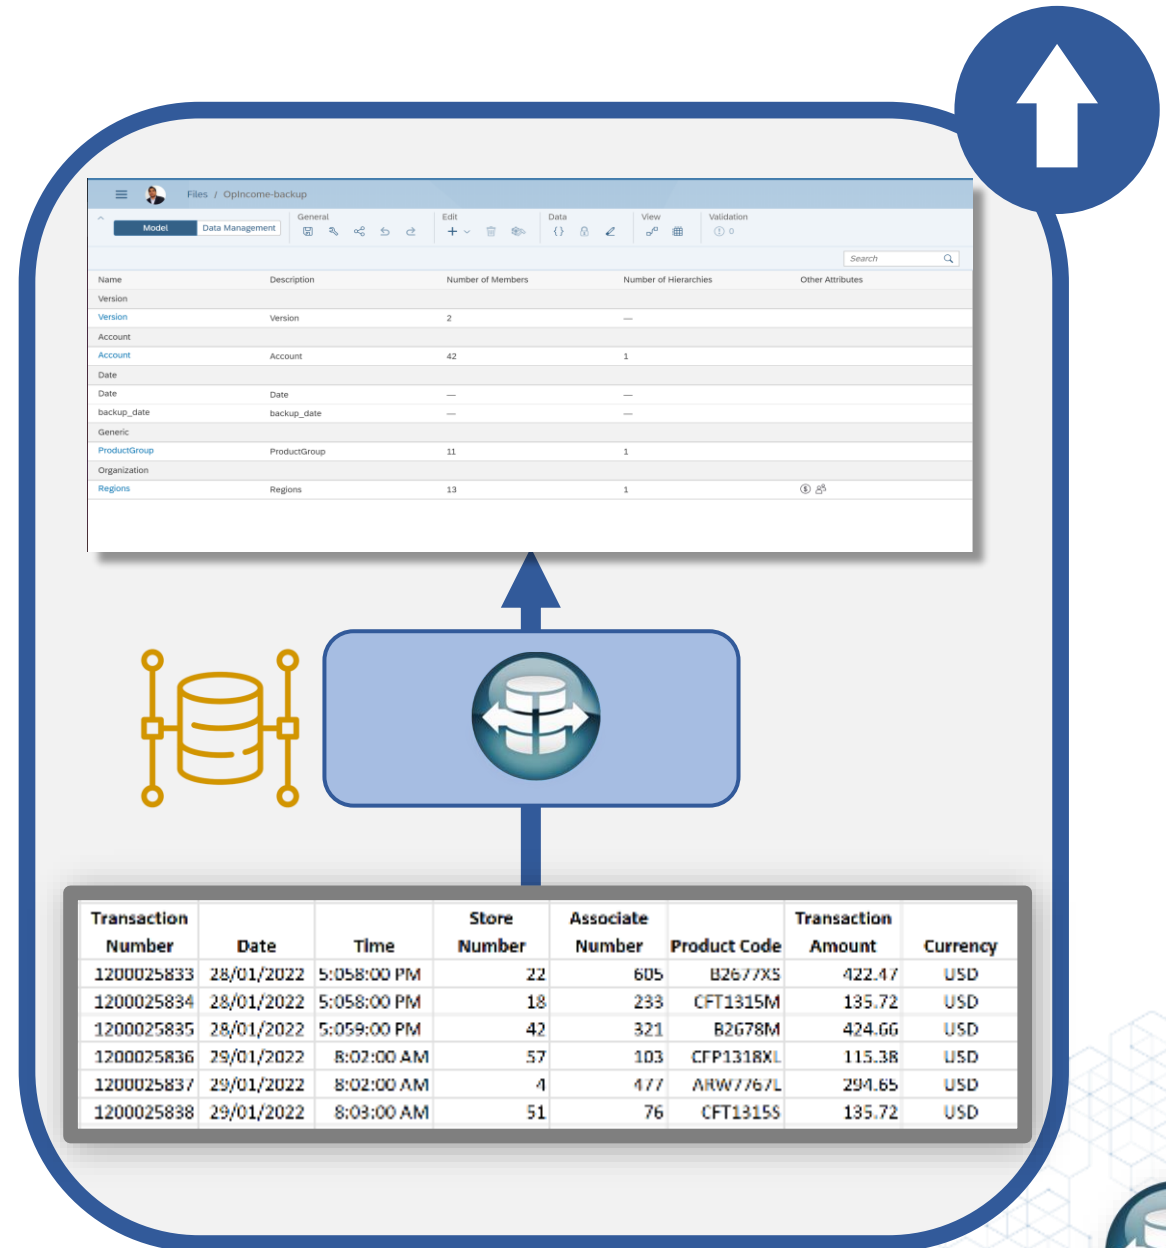 Files / OpIncome-backup
General Edit Data View Validation
Model Data Management 0
Search
Name Description Number of Members Number of Hierarchies Other Attributes
Version
Version Version 2 —
Account
Account Account 42 1
Date
Date Date — —
backup_date backup_date — —
Generic
ProductGroup ProductGroup 11 1
Organization
Regions Regions 13 1
Transaction Store Associate Transaction
Number Date Time Number Number Product Code Amount Currency
1200025833 28/01/2022 5:058:00 PM 22 605 B2677XS 422.47 USD
1200025834 28/01/2022 5:058:00 PM 18 233 CFT1315M 135.72 USD
1200025835 28/01/2022 5:059:00 PM 42 321 B2678M 424.66 USD
1200025836 29/01/2022 8:02:00 AM 57 103 CFP1318XL 115.38 USD
1200025837 29/01/2022 8:02:00 AM 4 477 ARW7767L 294.65 USD
1200025838 29/01/2022 8:03:00 AM 51 76 CFT1315S 135.72 USD